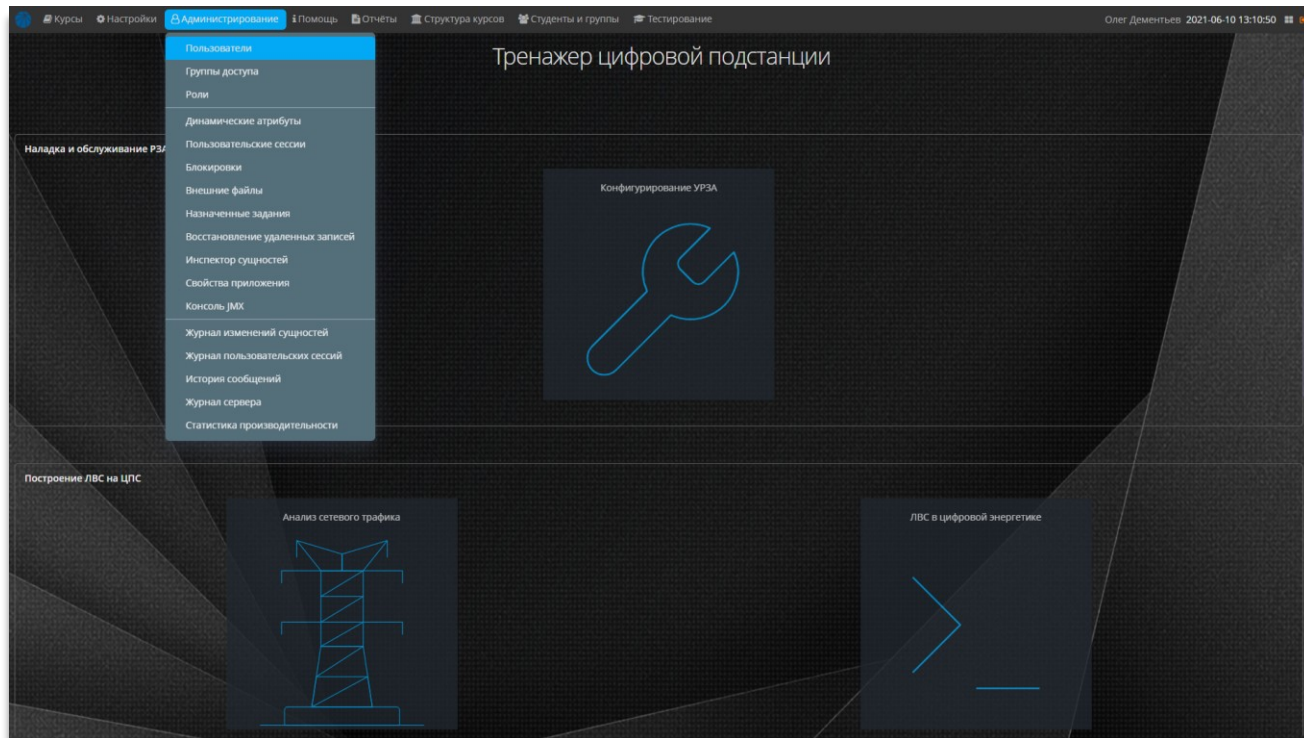 Курсы Настройки Администрирование Помощь Отчёты Структура курсов Студенты и группы Тестирование Олег Дементьев 2021-06-10 13:10:50
Пользователи
Группы доступа
Роли
Динамические атрибуты
Пользовательские сессии
Блокировки
Внешние файлы
Назначенные задания
Восстановление удаленных записей
Инспектор сущностей
Свойства приложения
Консоль JMX
Журнал изменений сущностей
Журнал пользовательских сессий
История сообщений
Журнал сервера
Статистика производительности
Тренажер цифровой подстанции
Наладка и обслуживание РЗА
Конфигурирование УРЗА
Построение ЛВС на ЦПС
Анализ сетевого трафика
ЛВС в цифровой энергетике